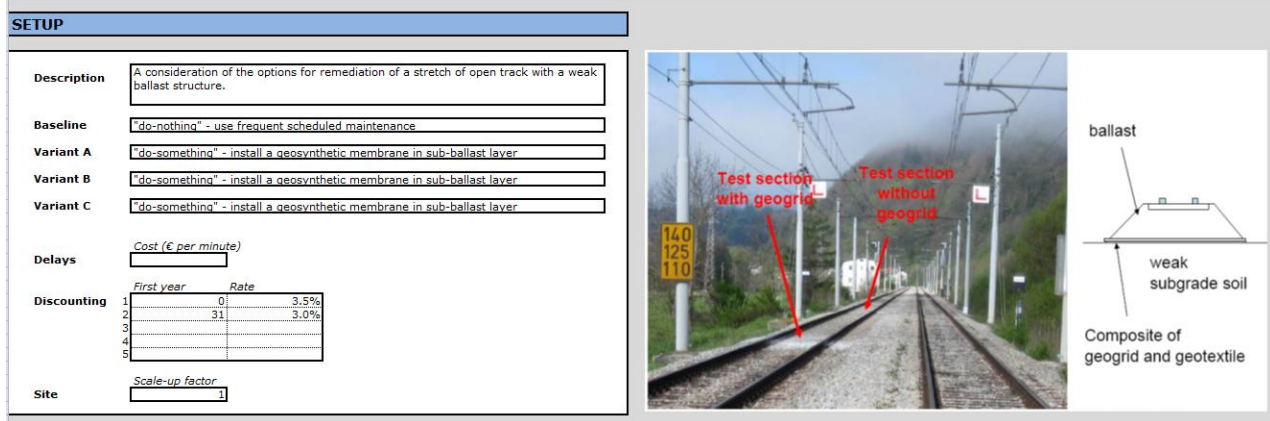 SETUP
Description
A consideration of the options for remediation of a stretch of open track with a weak
ballast structure.
Baseline
"do-nothing" - use frequent scheduled maintenance
Variant A
"do-something" - install a geosynthetic membrane in sub-ballast layer
Variant B
"do-something" - install a geosynthetic membrane in sub-ballast layer
Variant C
"do-something" - install a geosynthetic membrane in sub-ballast layer
Cost (€ per minute)
Delays
First year Rate
Discounting 1 0 3.5%
2 31 3.0%
3
4
5
Scale-up factor
Site 1
Test section
with geogrid
Test section
without
geogrid
L
L
140
125
110
ballast
weak
subgrade soil
Composite of
geogrid and geotextile